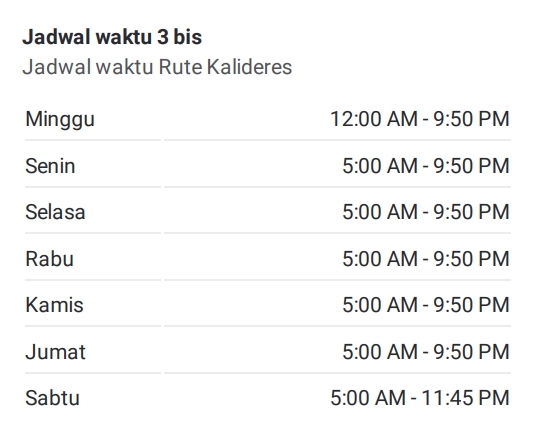 Jadwal waktu 3 bis
Jadwal waktu Rute Kalideres
Minggu 12:00 AM - 9:50 PM
Senin 5:00 AM - 9:50 PM
Selasa 5:00 AM - 9:50 PM
Rabu 5:00 AM - 9:50 PM
Kamis 5:00 AM - 9:50 PM
Jumat 5:00 AM - 9:50 PM
Sabtu 5:00 AM - 11:45 PM